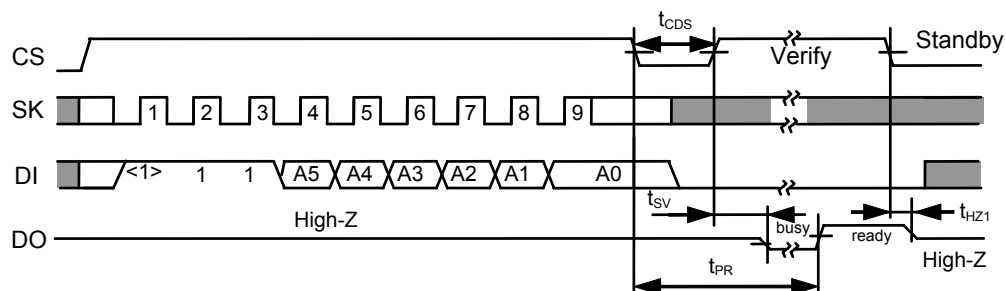 tCDS
CS
Verify
Standby
SK
1 2 3 4 5 6 7 8 9
DI
<1> 1 1 A5 A4 A3 A2 A1 A0
tSV
tHZ1
High-Z
busy
ready
DO
High-Z
tPR